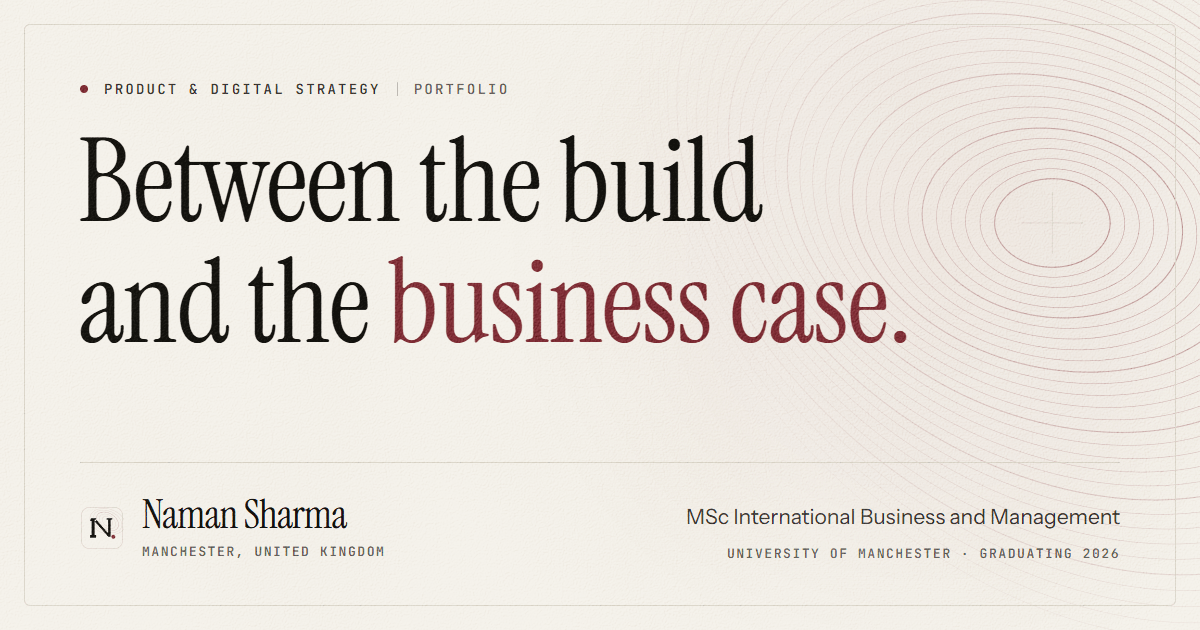 PRODUCT & DIGITAL STRATEGY | PORTFOLIO
Between the build
and the business case.
N.
Naman Sharma
MANCHESTER, UNITED KINGDOM
MSc International Business and Management
UNIVERSITY OF MANCHESTER · GRADUATING 2026